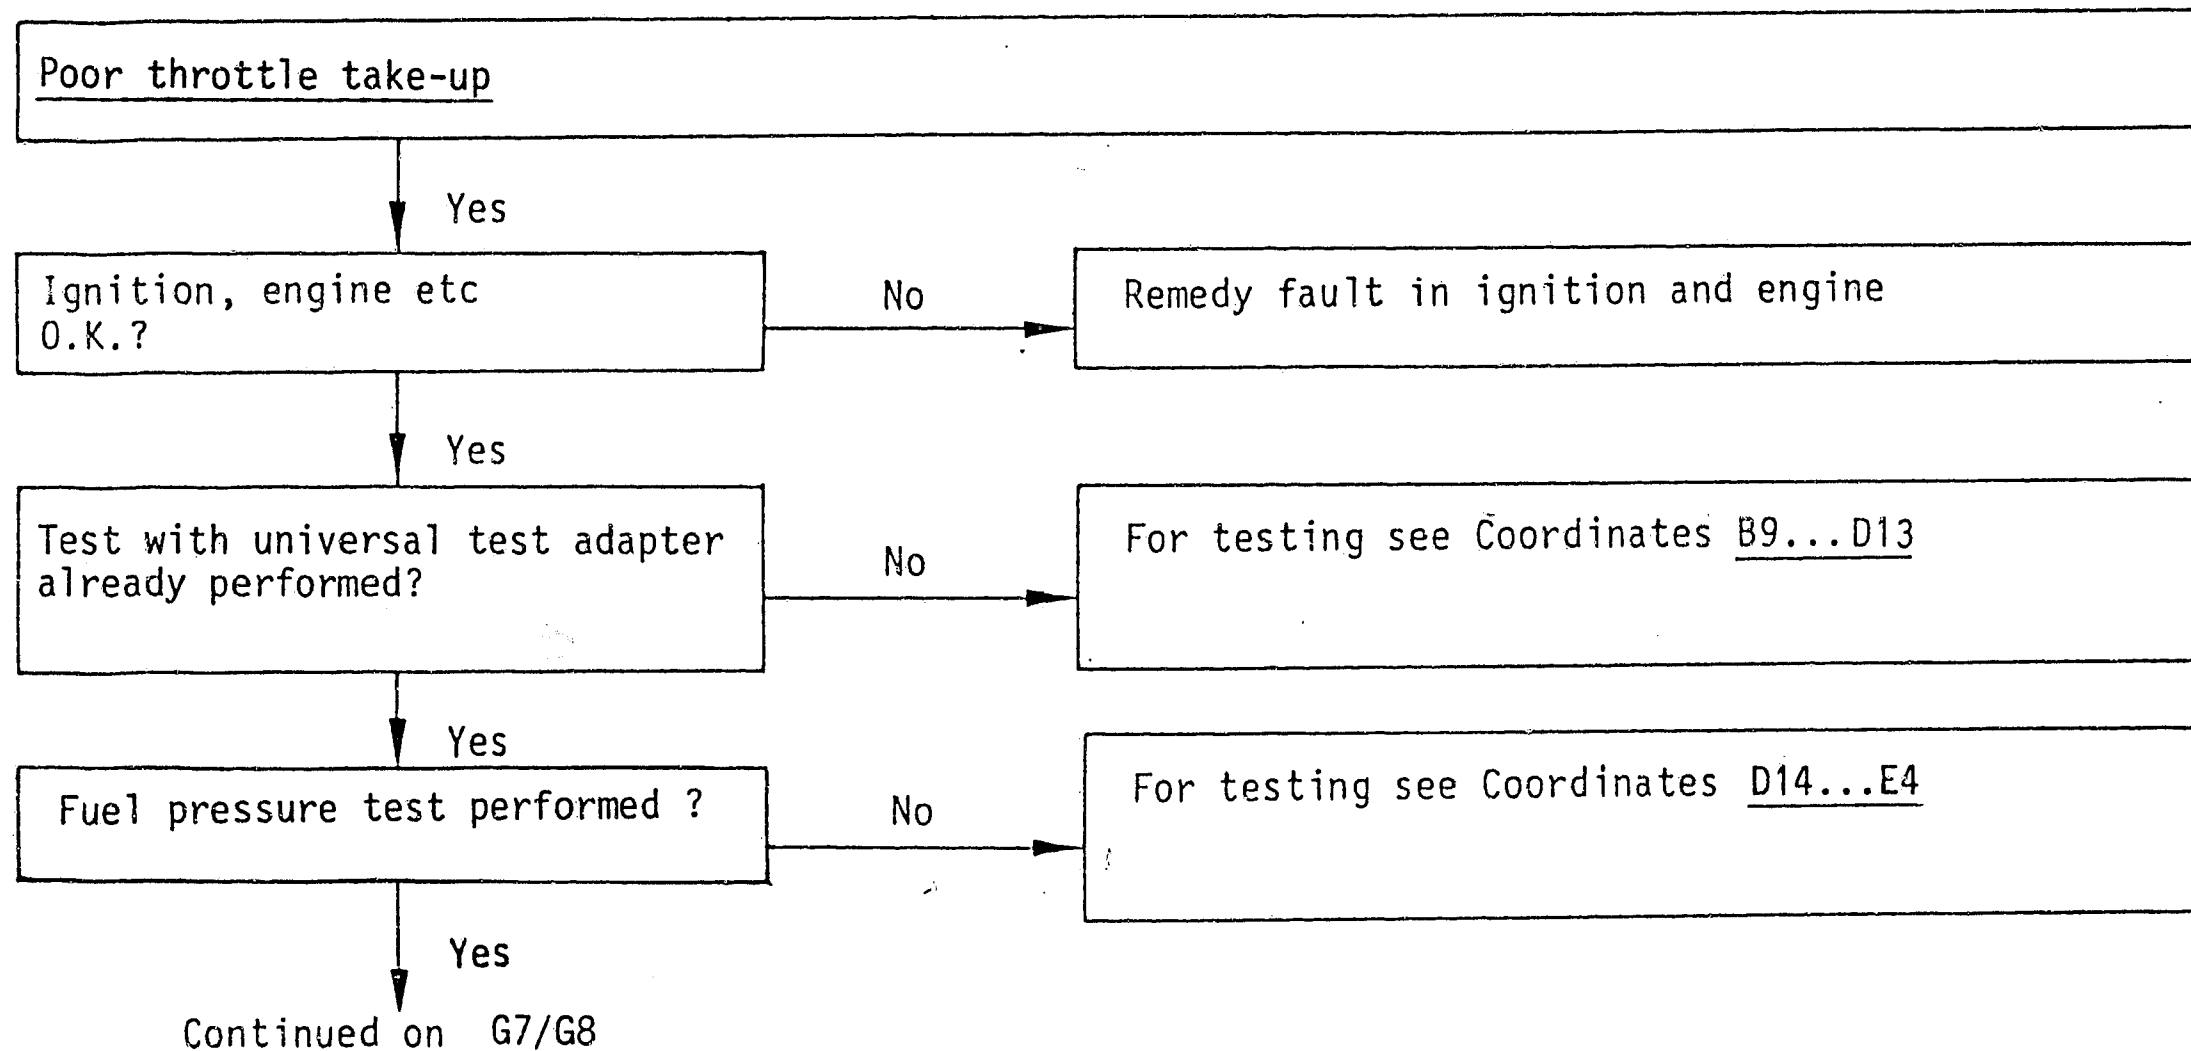 Poor throttle take-up
Yes
Ignition, engine etc
O.K.?
No
Remedy fault in ignition and engine
Yes
Test with universal test adapter
already performed?
No
For testing see Coordinates B9...D13
Yes
Fuel pressure test performed ?
No
For testing see Coordinates D14...E4
Yes
Continued on G7/G8